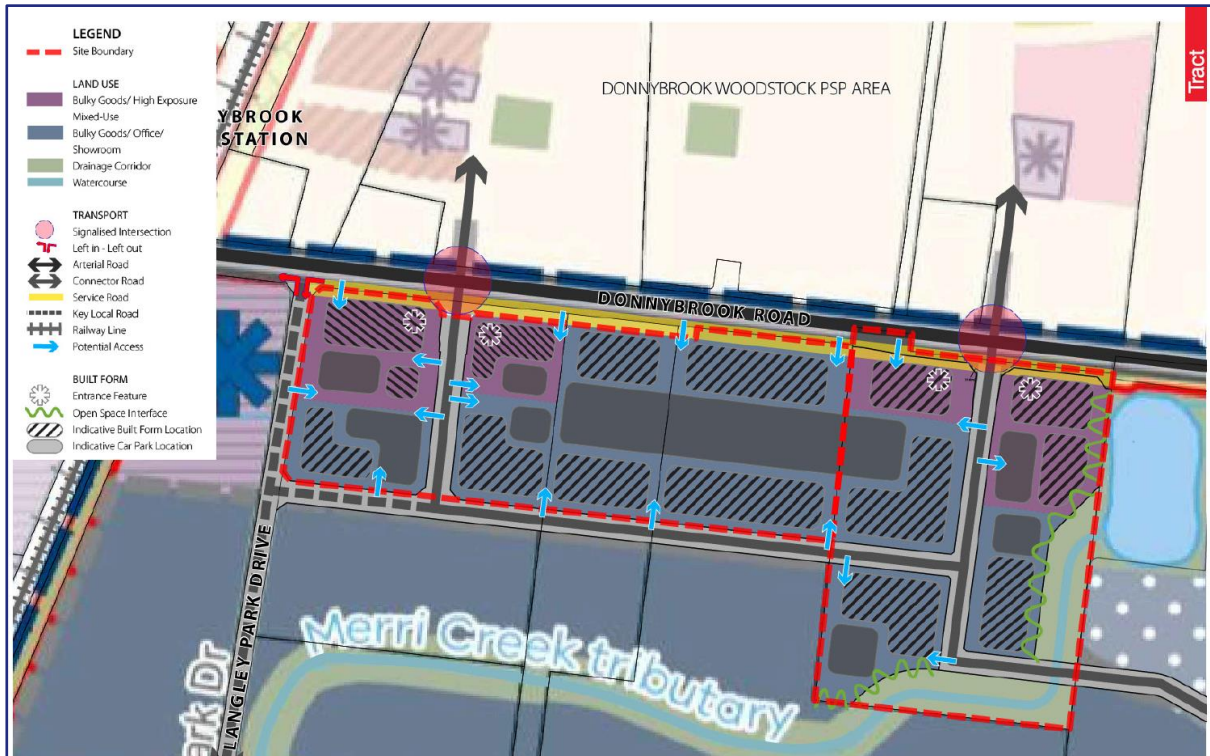 LEGEND
Site Boundary
LAND USE
Bulky Goods/ High Exposure
Mixed-Use
Bulky Goods/ Office/
Showroom
Drainage Corridor
Watercourse
TRANSPORT
Signalised Intersection
Left in - Left out
Arterial Road
Connector Road
Service Road
Key Local Road
Railway Line
Potential Access
BUILT FORM
Entrance Feature
Open Space Interface
Indicative Built Form Location
Indicative Car Park Location
YBROOK
STATION
DONNYBROOK WOODSTOCK PSP AREA
Tract
DONNYBROOK ROAD
LANGLEY PARK DRIVE
ark Dr
Merri Creek tributary